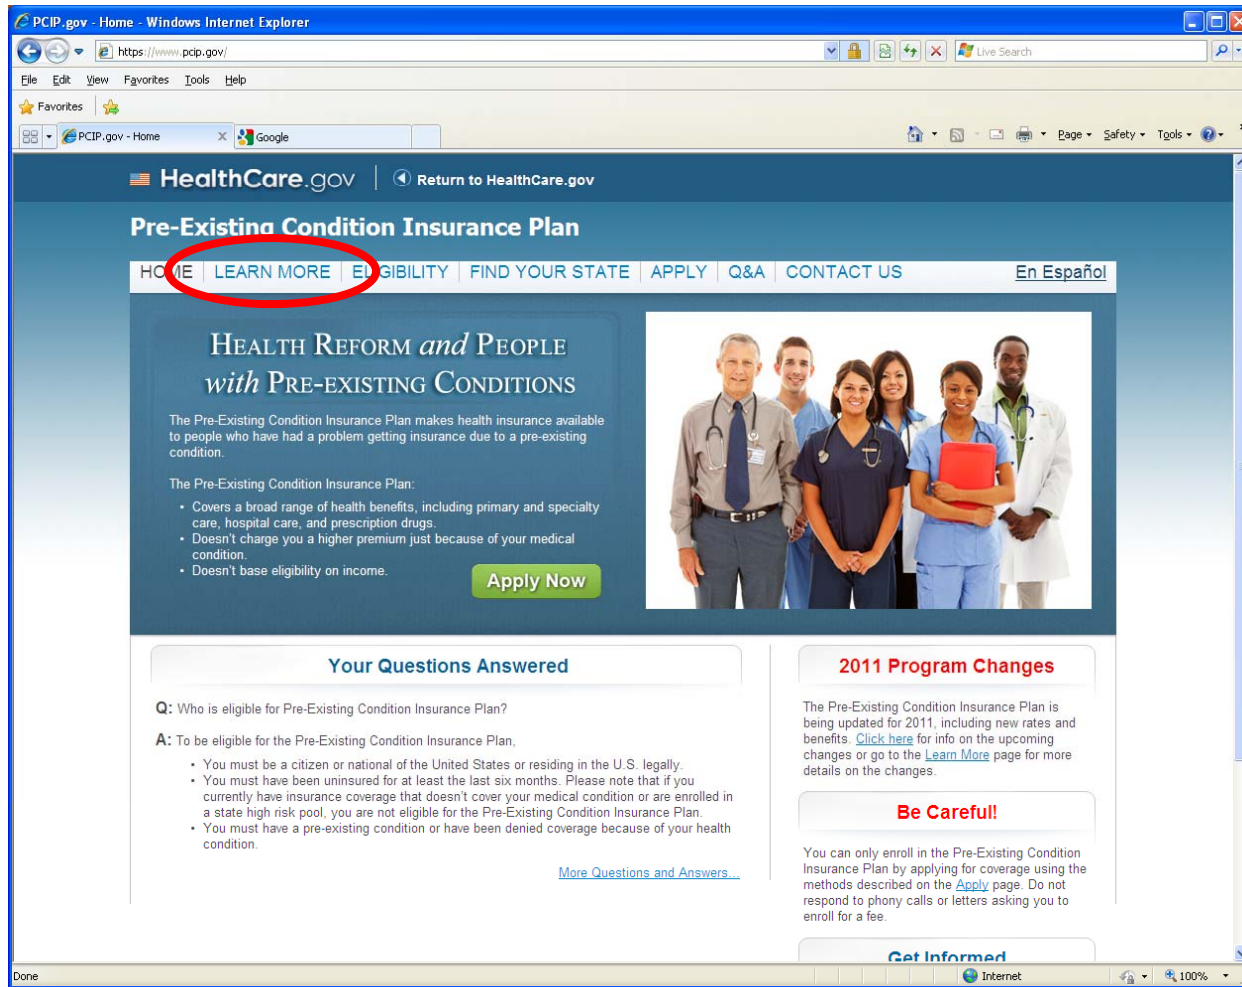 PCIP.gov - Home - Windows Internet Explorer
https://www.pcip.gov/
Live Search
File Edit View Favorites Tools Help
Favorites
PCIP.gov - Home X Google
Page Safety Tools
HealthCare.gov Return to HealthCare.gov
Pre-Existing Condition Insurance Plan
HOME LEARN MORE ELIGIBILITY FIND YOUR STATE APPLY Q&A CONTACT US En Español
HEALTH REFORM and PEOPLE
with PRE-EXISTING CONDITIONS
The Pre-Existing Condition Insurance Plan makes health insurance available
to people who have had a problem getting insurance due to a pre-existing
condition.
The Pre-Existing Condition Insurance Plan:
• Covers a broad range of health benefits, including primary and specialty
care, hospital care, and prescription drugs.
• Doesn't charge you a higher premium just because of your medical
condition.
• Doesn't base eligibility on income.
Apply Now
Your Questions Answered
Q: Who is eligible for Pre-Existing Condition Insurance Plan?
A: To be eligible for the Pre-Existing Condition Insurance Plan,
• You must be a citizen or national of the United States or residing in the U.S. legally.
• You must have been uninsured for at least the last six months. Please note that if you
currently have insurance coverage that doesn't cover your medical condition or are enrolled in
a state high risk pool, you are not eligible for the Pre-Existing Condition Insurance Plan.
• You must have a pre-existing condition or have been denied coverage because of your health
condition.
More Questions and Answers...
2011 Program Changes
The Pre-Existing Condition Insurance Plan is
being updated for 2011, including new rates and
benefits. Click here for info on the upcoming
changes or go to the Learn More page for more
details on the changes.
Be Careful!
You can only enroll in the Pre-Existing Condition
Insurance Plan by applying for coverage using the
methods described on the Apply page. Do not
respond to phony calls or letters asking you to
enroll for a fee.
Get Informed
Done Internet 100%